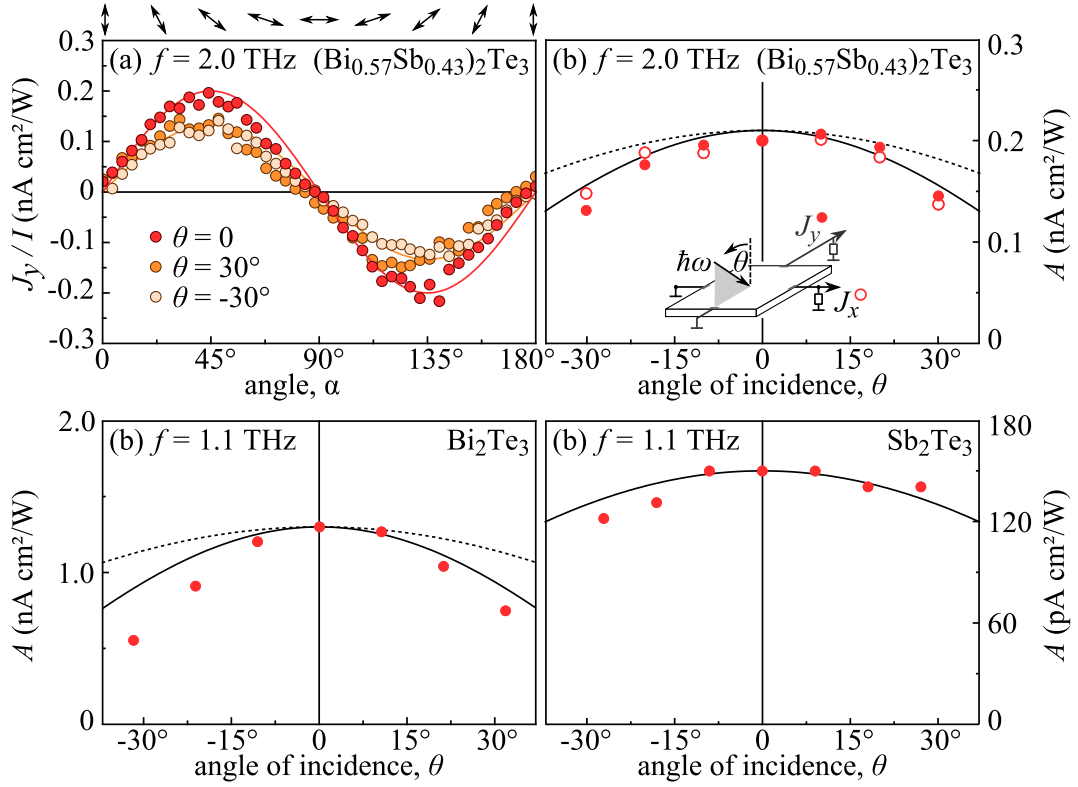 (a) f = 2.0 THz (Bi0.57Sb0.43)2Te3
0.3
0.2
0.1
0
-0.1
-0.2
-0.3
Jy / I (nA cm²/W)
θ = 0
θ = 30°
θ = -30°
0 45° 90° 135° 180°
angle, α
(b) f = 2.0 THz (Bi0.57Sb0.43)2Te3
0.3
0.2
0.1
0
A (nA cm²/W)
ħω
θ
Jy
Jx
-30° -15° 0 15° 30°
angle of incidence, θ
(b) f = 1.1 THz Bi2Te3
2.0
1.0
0
A (nA cm²/W)
-30° -15° 0 15° 30°
angle of incidence, θ
(b) f = 1.1 THz Sb2Te3
180
120
60
0
A (pA cm²/W)
-30° -15° 0 15° 30°
angle of incidence, θ